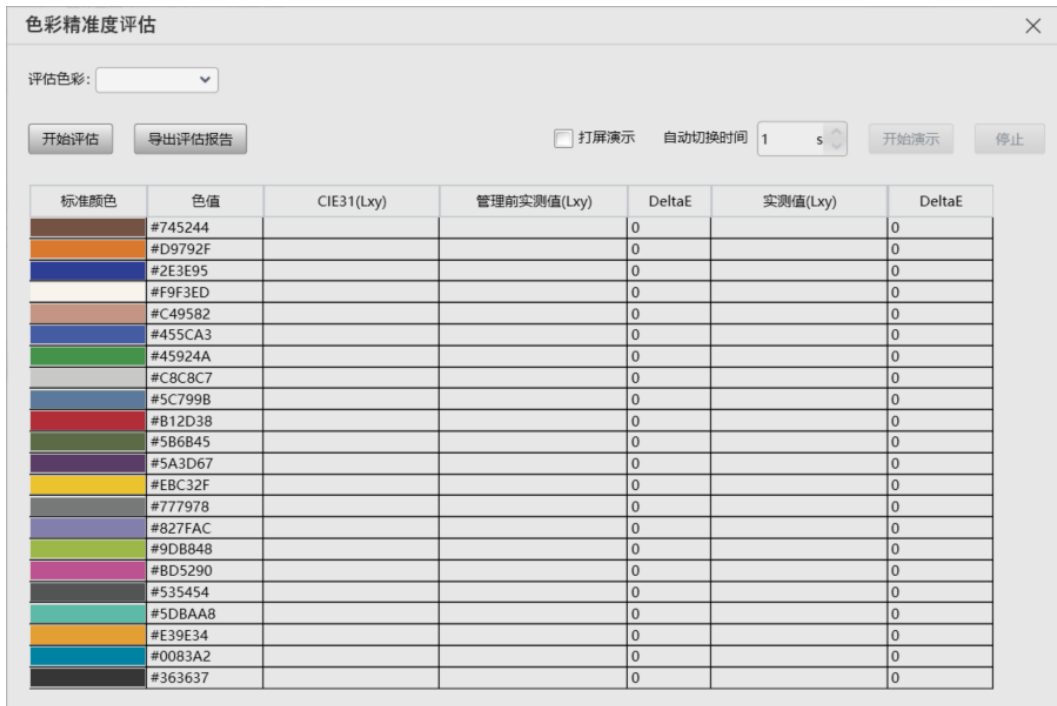 色彩精准度评估
评估色彩:
开始评估 导出评估报告 打屏演示 自动切换时间 1 s 开始演示 停止
标准颜色 色值 CIE31(Lxy) 管理前实测值(Lxy) DeltaE 实测值(Lxy) DeltaE
#745244 0 0
#D9792F 0 0
#2E3E95 0 0
#F9F3ED 0 0
#C49582 0 0
#455CA3 0 0
#45924A 0 0
#C8C8C7 0 0
#5C799B 0 0
#B12D38 0 0
#5B6B45 0 0
#5A3D67 0 0
#EBC32F 0 0
#777978 0 0
#827FAC 0 0
#9DB848 0 0
#BD5290 0 0
#535454 0 0
#5DBAA8 0 0
#E39E34 0 0
#0083A2 0 0
#363637 0 0